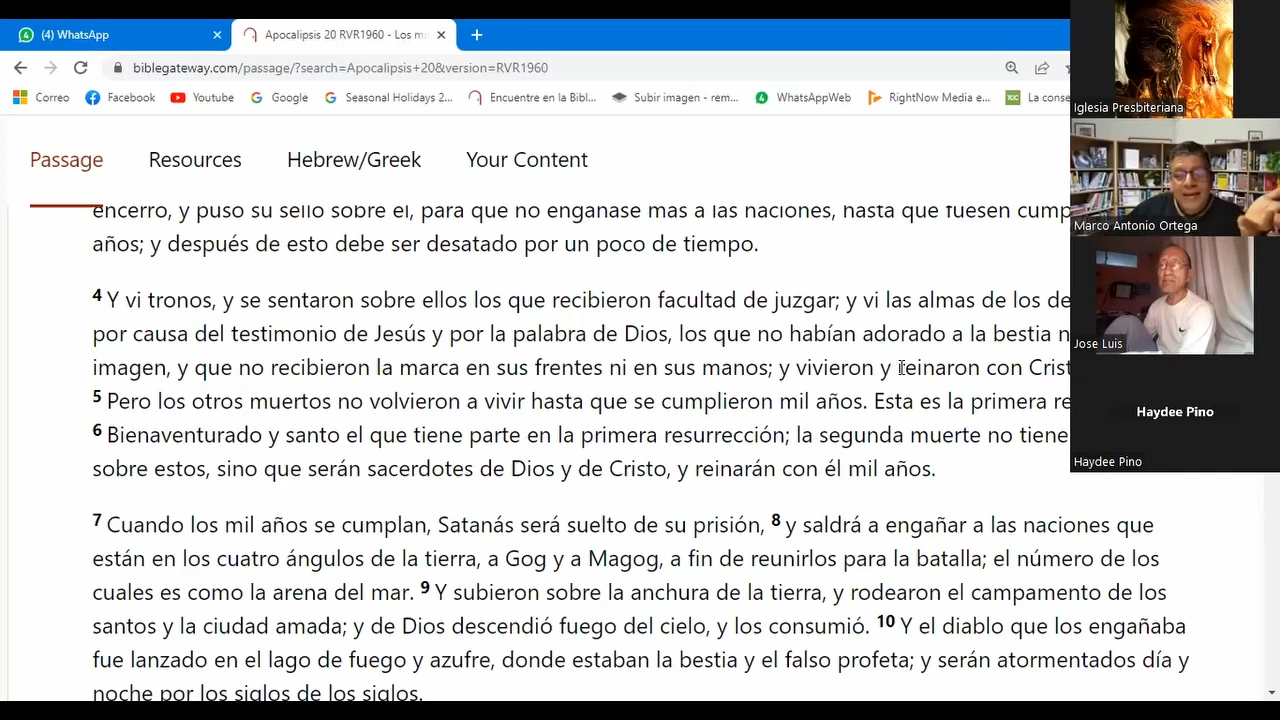 (4) WhatsApp
Apocalipsis 20 RVR1960 - Los m
biblegateway.com/passage/?search=Apocalipsis+20&version=RVR1960
Correo Facebook Youtube Google Seasonal Holidays 2... Encuentre en la Bibl... Subir imagen - rem... WhatsAppWeb RightNow Media e... La conse
Iglesia Presbiteriana
Marco Antonio Ortega
Jose Luis
Haydee Pino
Haydee Pino
Passage Resources Hebrew/Greek Your Content
encerró, y puso su sello sobre él, para que no engañase más a las naciones, hasta que fuesen cump
años; y después de esto debe ser desatado por un poco de tiempo.
4 Y vi tronos, y se sentaron sobre ellos los que recibieron facultad de juzgar; y vi las almas de los de
por causa del testimonio de Jesús y por la palabra de Dios, los que no habían adorado a la bestia n
imagen, y que no recibieron la marca en sus frentes ni en sus manos; y vivieron y reinaron con Crist
5 Pero los otros muertos no volvieron a vivir hasta que se cumplieron mil años. Esta es la primera re
6 Bienaventurado y santo el que tiene parte en la primera resurrección; la segunda muerte no tiene
sobre estos, sino que serán sacerdotes de Dios y de Cristo, y reinarán con él mil años.
7 Cuando los mil años se cumplan, Satanás será suelto de su prisión, 8 y saldrá a engañar a las naciones que
están en los cuatro ángulos de la tierra, a Gog y a Magog, a fin de reunirlos para la batalla; el número de los
cuales es como la arena del mar. 9 Y subieron sobre la anchura de la tierra, y rodearon el campamento de los
santos y la ciudad amada; y de Dios descendió fuego del cielo, y los consumió. 10 Y el diablo que los engañaba
fue lanzado en el lago de fuego y azufre, donde estaban la bestia y el falso profeta; y serán atormentados día y
noche por los siglos de los siglos.